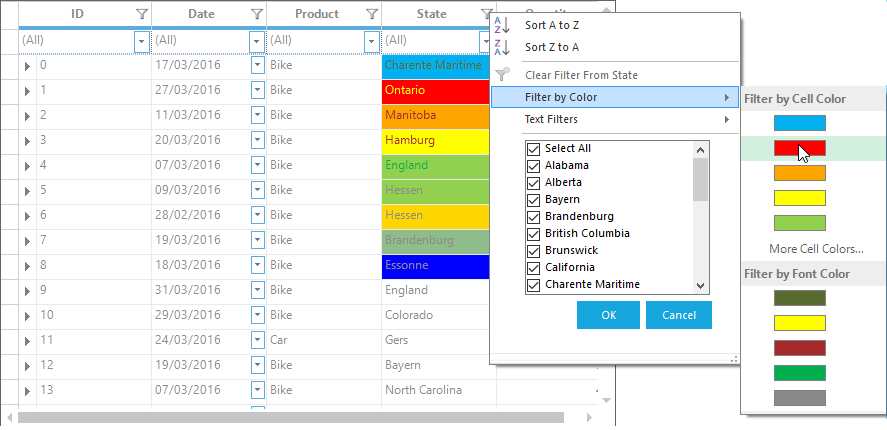 ID Date Product State
(All) (All) (All) (All)
0 17/03/2016 Bike Charente Maritime
1 27/03/2016 Bike Ontario
2 11/03/2016 Bike Manitoba
3 20/03/2016 Bike Hamburg
4 07/03/2016 Bike England
5 09/03/2016 Bike Hessen
6 28/02/2016 Bike Hessen
7 19/03/2016 Bike Brandenburg
8 18/03/2016 Bike Essonne
9 31/03/2016 Bike England
10 29/03/2016 Bike Colorado
11 24/03/2016 Car Gers
12 19/03/2016 Bike Bayern
13 07/03/2016 Bike North Carolina
Sort A to Z
Sort Z to A
Clear Filter From State
Filter by Color
Text Filters
Select All
Alabama
Alberta
Bayern
Brandenburg
British Columbia
Brunswick
California
Charente Maritime
OK Cancel
Filter by Cell Color
More Cell Colors...
Filter by Font Color